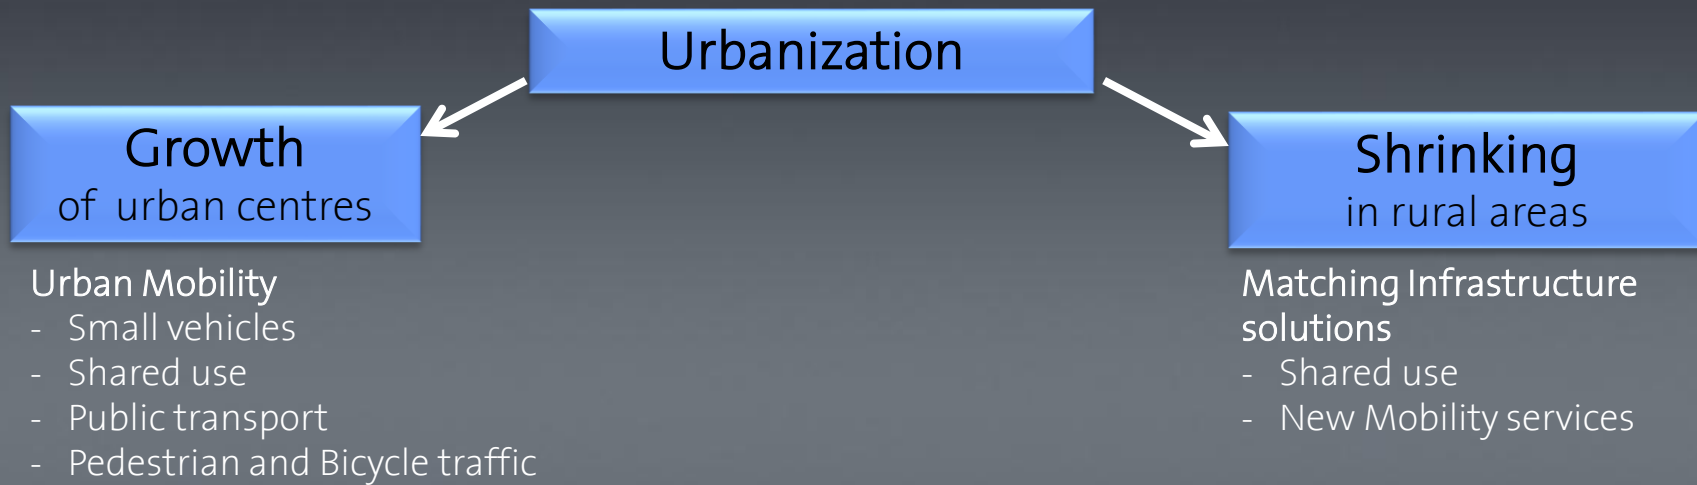 Urbanization
Growth
of urban centres
Shrinking
in rural areas
Urban Mobility
- Small vehicles
- Shared use
- Public transport
- Pedestrian and Bicycle traffic
Matching Infrastructure
solutions
- Shared use
- New Mobility services